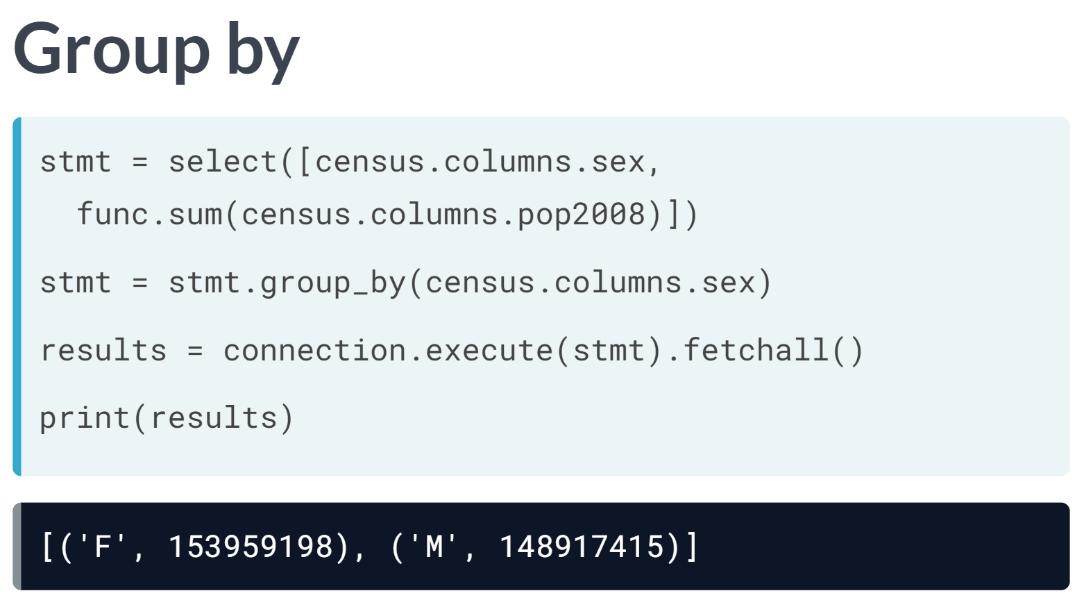 Group by
stmt = select([census.columns.sex,
  func.sum(census.columns.pop2008)])
stmt = stmt.group_by(census.columns.sex)
results = connection.execute(stmt).fetchall()
print(results)
[('F', 153959198), ('M', 148917415)]